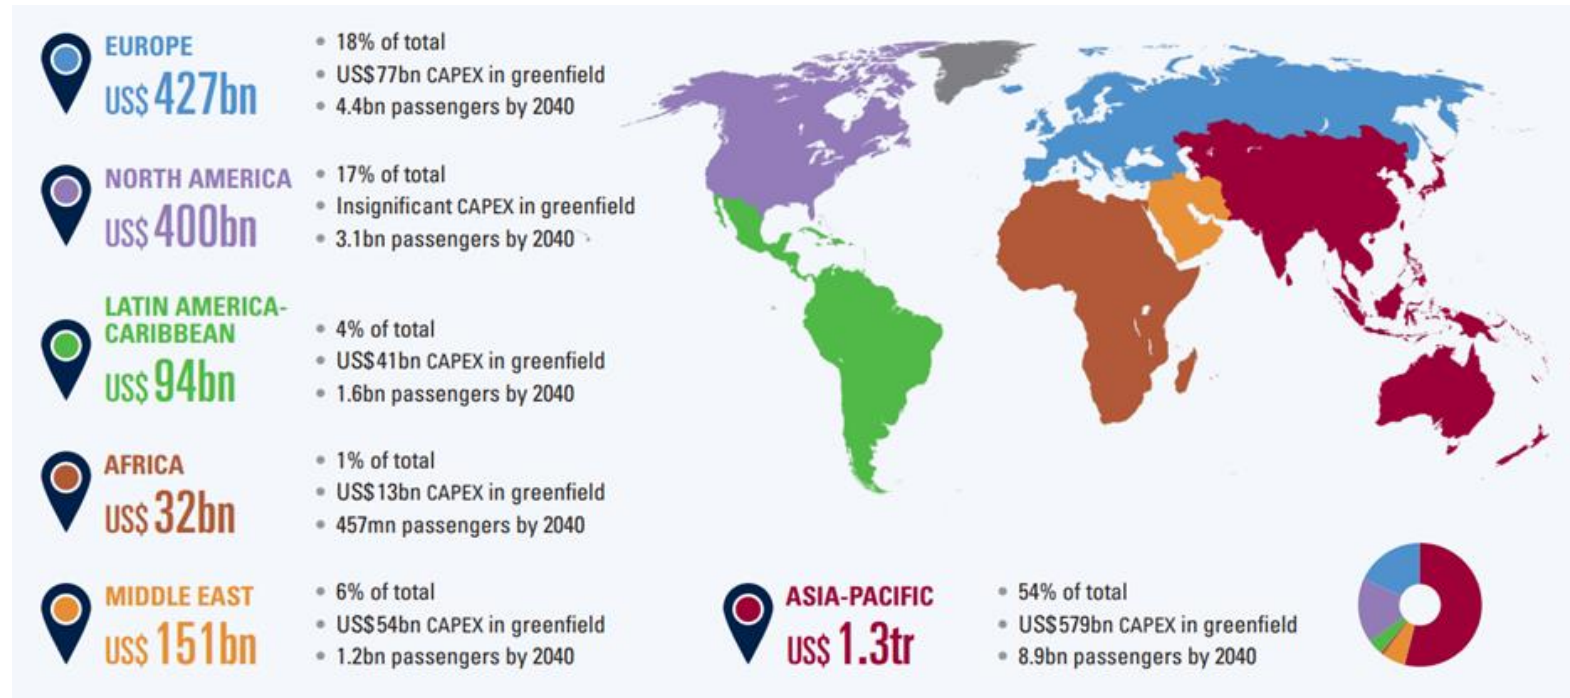 EUROPE
US$ 427bn
• 18% of total
• US$77bn CAPEX in greenfield
• 4.4bn passengers by 2040
NORTH AMERICA
US$ 400bn
• 17% of total
• Insignificant CAPEX in greenfield
• 3.1bn passengers by 2040
LATIN AMERICA-
CARIBBEAN
US$ 94bn
• 4% of total
• US$41bn CAPEX in greenfield
• 1.6bn passengers by 2040
AFRICA
US$ 32bn
• 1% of total
• US$13bn CAPEX in greenfield
• 457mn passengers by 2040
MIDDLE EAST
US$ 151bn
• 6% of total
• US$54bn CAPEX in greenfield
• 1.2bn passengers by 2040
ASIA-PACIFIC
US$ 1.3tr
• 54% of total
• US$579bn CAPEX in greenfield
• 8.9bn passengers by 2040